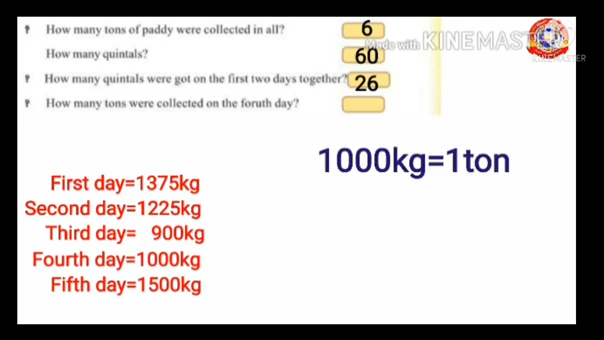 ? How many tons of paddy were collected in all? 6
How many quintals? 60
? How many quintals were got on the first two days together? 26
? How many tons were collected on the foruth day?
Made with KINEMASTER
KINEMASTER
1000kg=1ton
First day=1375kg
Second day=1225kg
Third day= 900kg
Fourth day=1000kg
Fifth day=1500kg